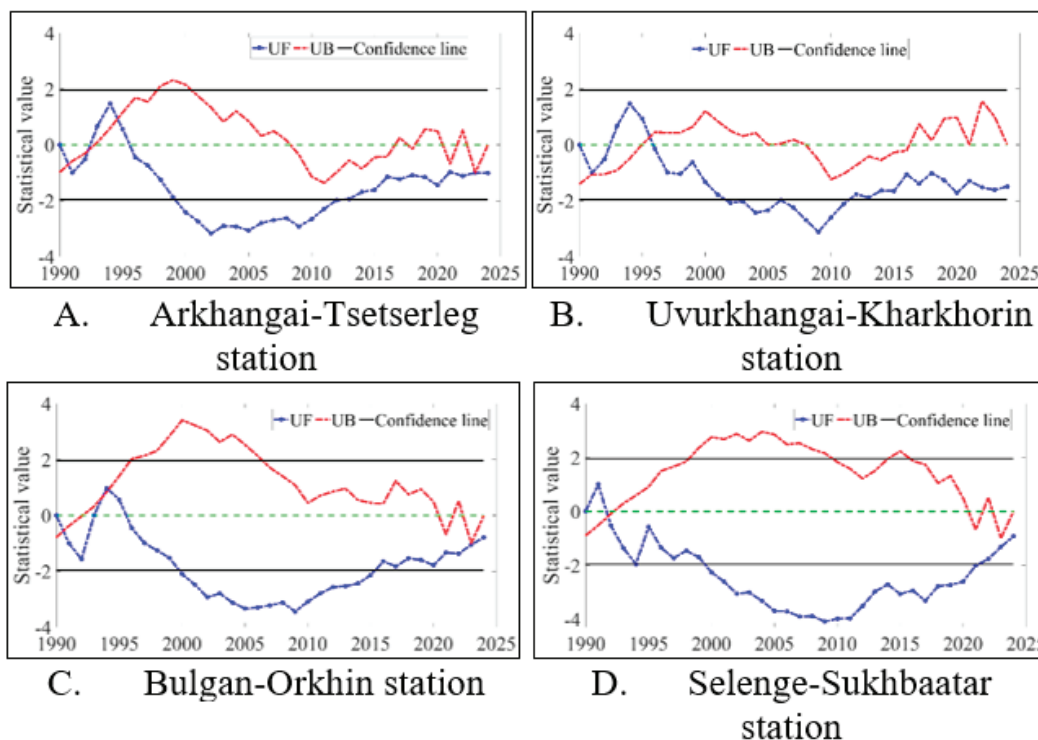 UF UB Confidence line
UF UB Confidence line
Statistical value
4
2
0
-2
-4
1990 1995 2000 2005 2010 2015 2020 2025
Statistical value
4
2
0
-2
-4
1990 1995 2000 2005 2010 2015 2020 2025
A. Arkhangai-Tsetserleg
station
B. Uvurkhangai-Kharkhorin
station
UF UB Confidence line
UF UB Confidence line
Statistical value
4
2
0
-2
-4
1990 1995 2000 2005 2010 2015 2020 2025
Statistical value
4
2
0
-2
-4
1990 1995 2000 2005 2010 2015 2020 2025
C. Bulgan-Orkhin station
D. Selenge-Sukhbaatar
station